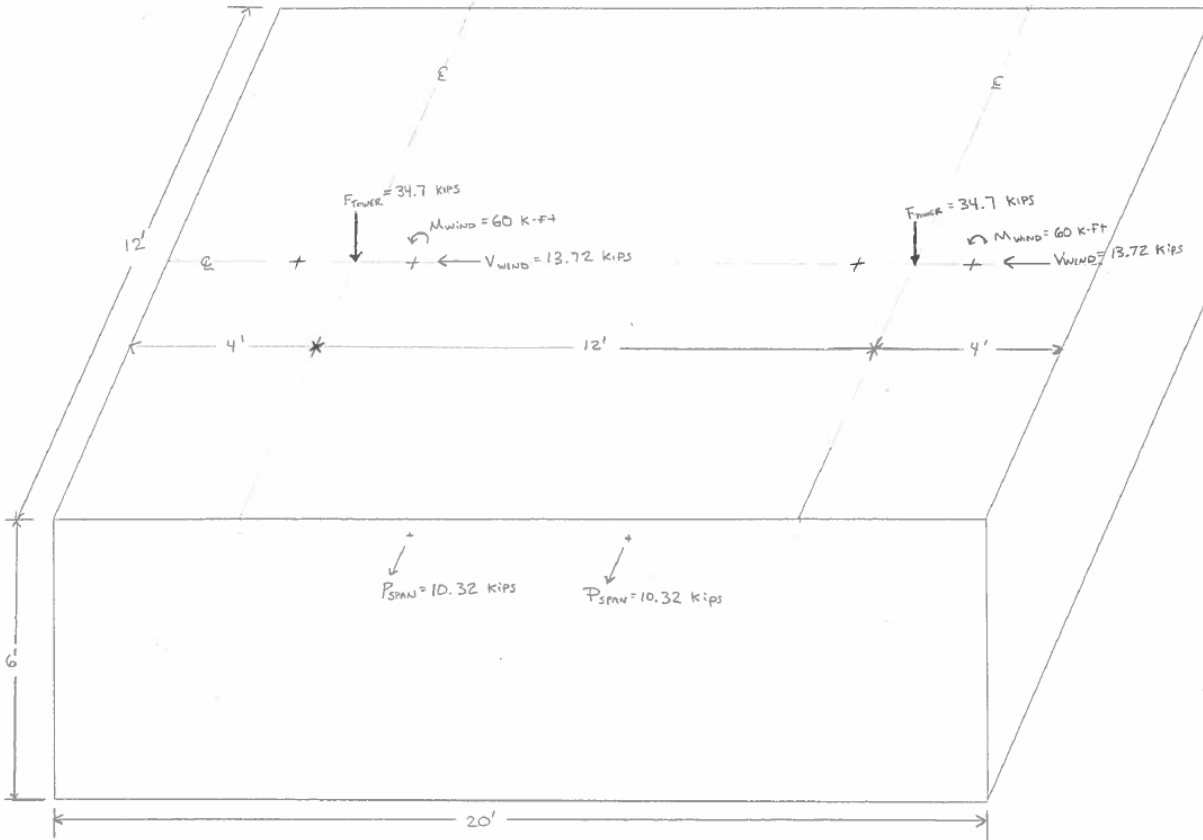 ℄
℄
F_TOWER = 34.7 KIPS
M_WIND = 60 K-Ft
V_WIND = 13.72 KIPS
F_TOWER = 34.7 KIPS
M_WIND = 60 K-Ft
V_WIND = 13.72 KIPS
12'
℄
4'
12'
4'
P_SPAN = 10.32 KIPS
P_SPAN = 10.32 Kips
6'
20'